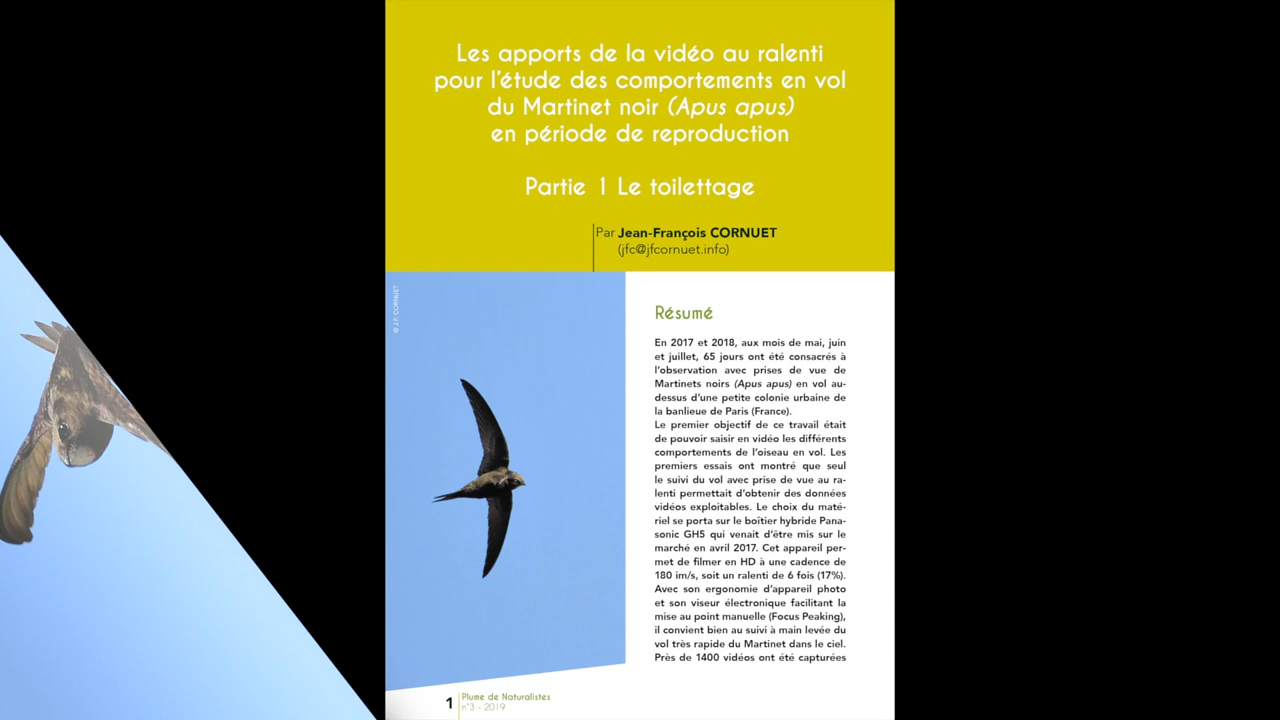 Les apports de la vidéo au ralenti
pour l'étude des comportements en vol
du Martinet noir (Apus apus)
en période de reproduction
Partie 1 Le toilettage
Par Jean-François CORNUET
(jfc@jfcornuet.info)
© J.F. CORNUET
Résumé
En 2017 et 2018, aux mois de mai, juin
et juillet, 65 jours ont été consacrés à
l'observation avec prises de vue de
Martinets noirs (Apus apus) en vol au-
dessus d'une petite colonie urbaine de
la banlieue de Paris (France).
Le premier objectif de ce travail était
de pouvoir saisir en vidéo les différents
comportements de l'oiseau en vol. Les
premiers essais ont montré que seul
le suivi du vol avec prise de vue au ra-
lenti permettait d'obtenir des données
vidéos exploitables. Le choix du maté-
riel se porta sur le boîtier hybride Pana-
sonic GH5 qui venait d'être mis sur le
marché en avril 2017. Cet appareil per-
met de filmer en HD à une cadence de
180 im/s, soit un ralenti de 6 fois (17%).
Avec son ergonomie d'appareil photo
et son viseur électronique facilitant la
mise au point manuelle (Focus Peaking),
il convient bien au suivi à main levée du
vol très rapide du Martinet dans le ciel.
Près de 1400 vidéos ont été capturées
1
Plume de Naturalistes
n°3 - 2019